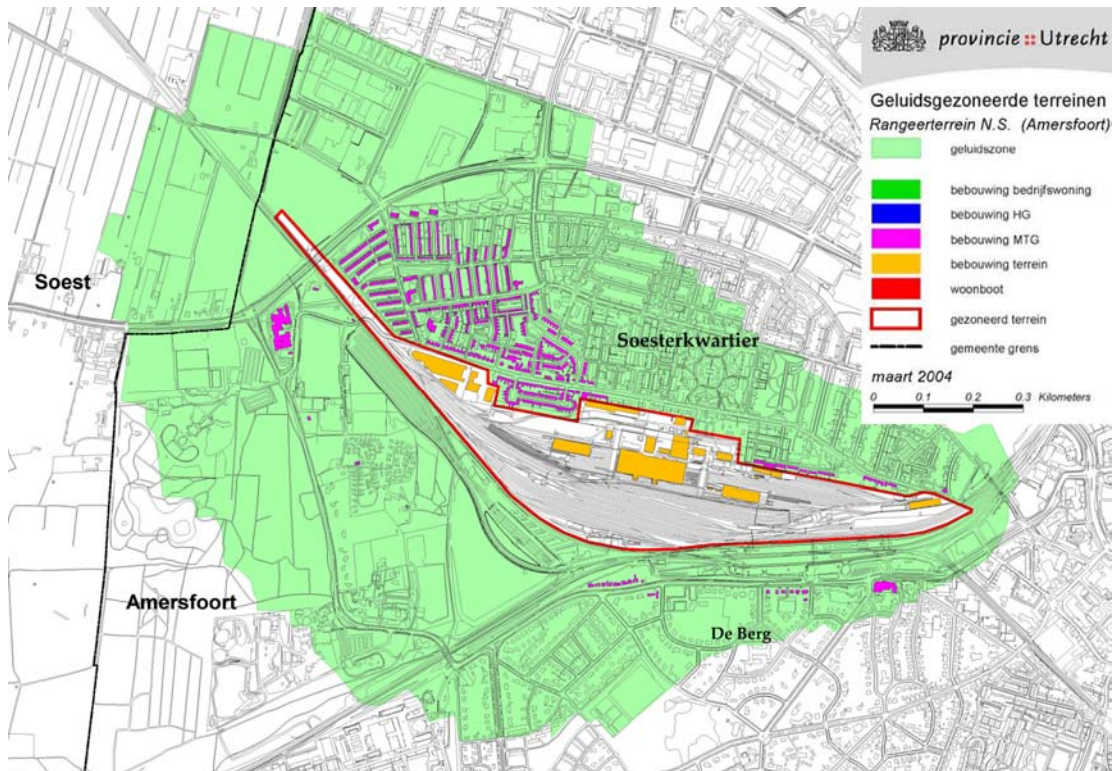 provincie :: Utrecht
Geluidsgezoneerde terreinen
Rangeerterrein N.S. (Amersfoort)
geluidszone
bebouwing bedrijfswoning
bebouwing HG
bebouwing MTG
bebouwing terrein
woonboot
gezoneerd terrein
gemeente grens
maart 2004
0 0.1 0.2 0.3 Kilometers
Soest
Soesterkwartier
Amersfoort
De Berg